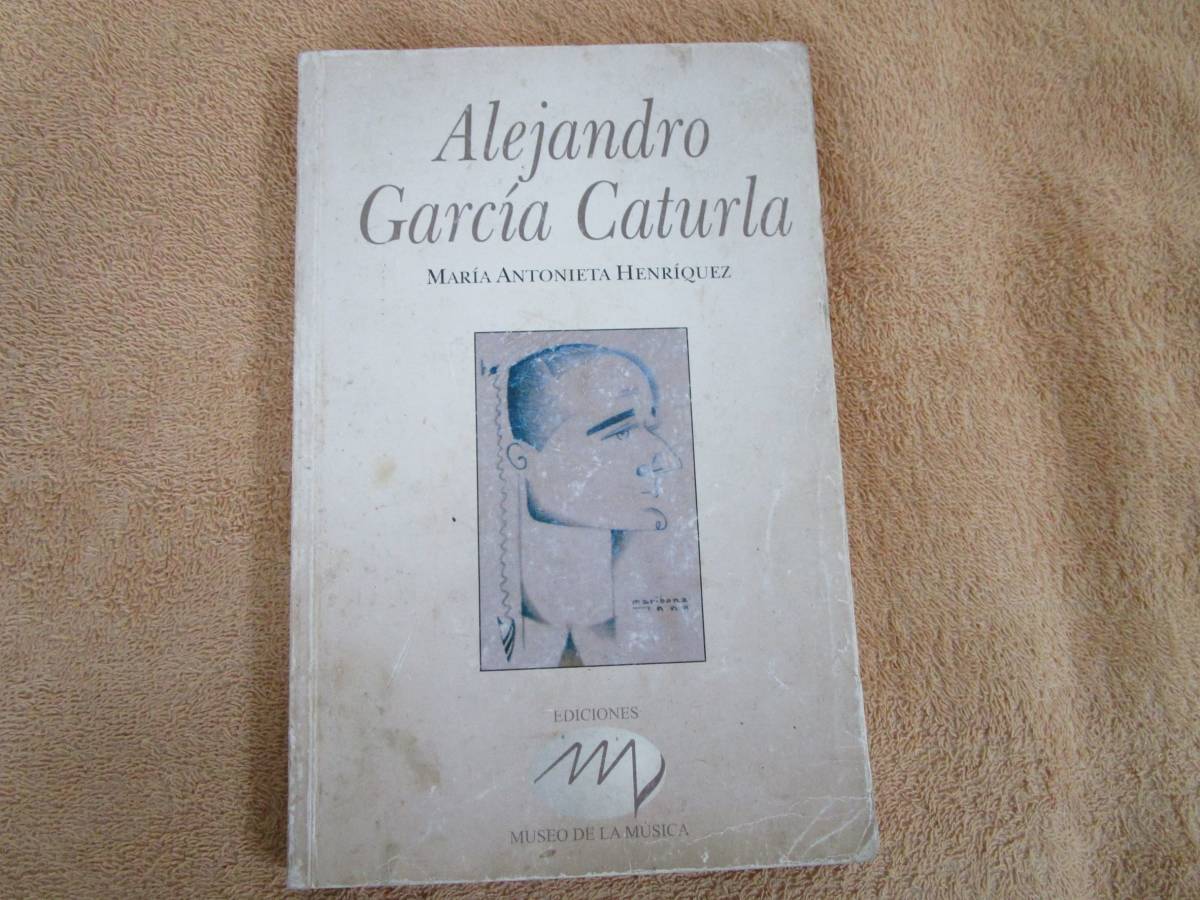 Alejandro
García Caturla
MARÍA ANTONIETA HENRÍQUEZ
EDICIONES
MUSEO DE LA MÚSICA